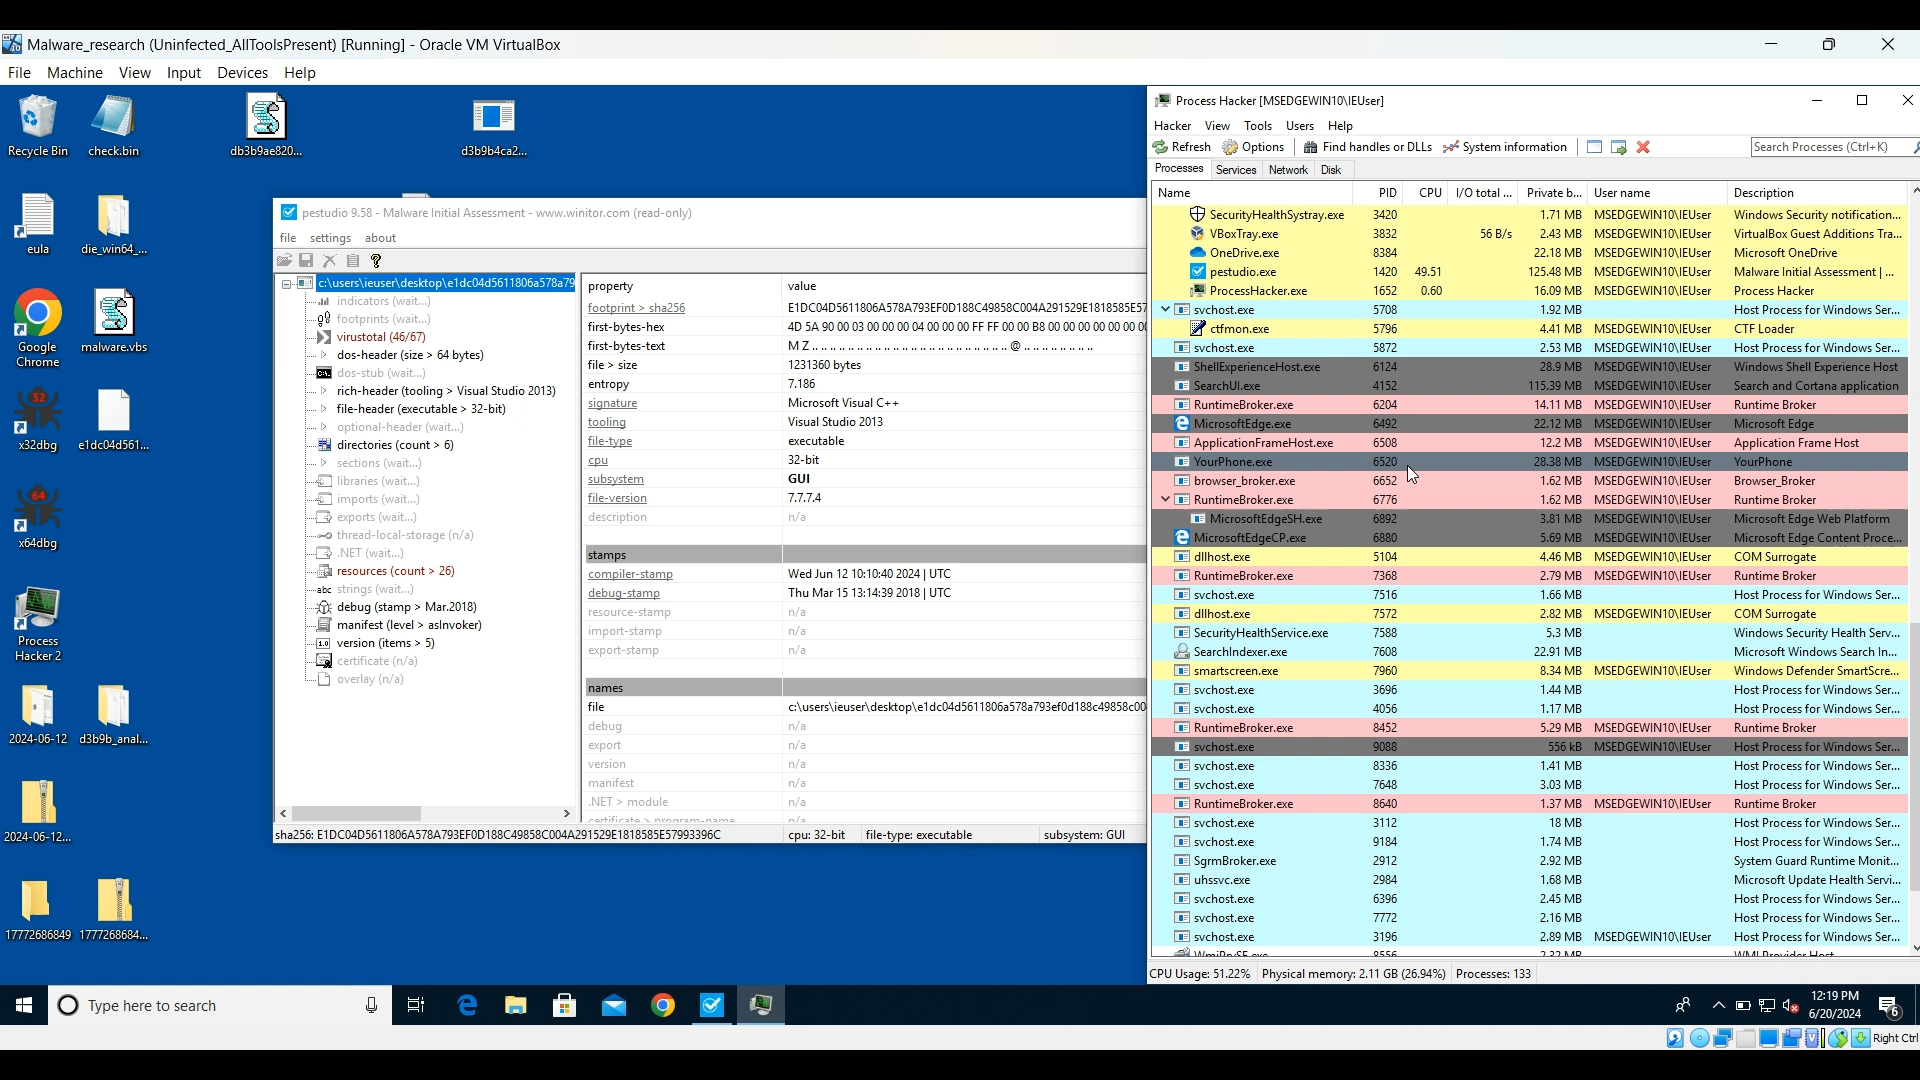 Malware_research (Uninfected_AllToolsPresent) [Running] - Oracle VM VirtualBox
File Machine View Input Devices Help
Recycle Bin
check.bin
db3b9ae820...
d3b9b4ca2...
eula
die_win64_...
Google Chrome
malware.vbs
x32dbg
e1dc04d561...
x64dbg
Process Hacker 2
2024-06-12
d3b9b_anal...
2024-06-12...
17772686849
1777268684...
pestudio 9.58 - Malware Initial Assessment - www.winitor.com (read-only)
file settings about
c:\users\ieuser\desktop\e1dc04d5611806a578a79
indicators (wait...)
footprints (wait...)
virustotal (46/67)
dos-header (size > 64 bytes)
dos-stub (wait...)
rich-header (tooling > Visual Studio 2013)
file-header (executable > 32-bit)
optional-header (wait...)
directories (count > 6)
sections (wait...)
libraries (wait...)
imports (wait...)
exports (wait...)
thread-local-storage (n/a)
.NET (wait...)
resources (count > 26)
abc strings (wait...)
debug (stamp > Mar.2018)
manifest (level > asInvoker)
1.0 version (items > 5)
certificate (n/a)
overlay (n/a)
property value
footprint > sha256 E1DC04D5611806A578A793EF0D188C49858C004A291529E1818585E57
first-bytes-hex 4D 5A 90 00 03 00 00 00 04 00 00 00 FF FF 00 00 B8 00 00 00 00 00 00 00
first-bytes-text M Z .. .. .. .. .. .. .. .. .. .. .. .. .. .. .. .. .. .. .. .. .. .. @ .. .. .. .. .. .. ..
file > size 1231360 bytes
entropy 7.186
signature Microsoft Visual C++
tooling Visual Studio 2013
file-type executable
cpu 32-bit
subsystem GUI
file-version 7.7.7.4
description n/a
stamps
compiler-stamp Wed Jun 12 10:10:40 2024 | UTC
debug-stamp Thu Mar 15 13:14:39 2018 | UTC
resource-stamp n/a
import-stamp n/a
export-stamp n/a
names
file c:\users\ieuser\desktop\e1dc04d5611806a578a793ef0d188c49858c00
debug n/a
export n/a
version n/a
manifest n/a
.NET > module n/a
certificate > program-name n/a
sha256: E1DC04D5611806A578A793EF0D188C49858C004A291529E1818585E57993396C cpu: 32-bit file-type: executable subsystem: GUI
Process Hacker [MSEDGEWIN10\IEUser]
Hacker View Tools Users Help
Refresh Options Find handles or DLLs System information Search Processes (Ctrl+K)
Processes Services Network Disk
Name PID CPU I/O total ... Private b... User name Description
SecurityHealthSystray.exe 3420 1.71 MB MSEDGEWIN10\IEUser Windows Security notification...
VBoxTray.exe 3832 56 B/s 2.43 MB MSEDGEWIN10\IEUser VirtualBox Guest Additions Tra...
OneDrive.exe 8384 22.18 MB MSEDGEWIN10\IEUser Microsoft OneDrive
pestudio.exe 1420 49.51 125.48 MB MSEDGEWIN10\IEUser Malware Initial Assessment | ...
ProcessHacker.exe 1652 0.60 16.09 MB MSEDGEWIN10\IEUser Process Hacker
svchost.exe 5708 1.92 MB Host Process for Windows Ser...
ctfmon.exe 5796 4.41 MB MSEDGEWIN10\IEUser CTF Loader
svchost.exe 5872 2.53 MB MSEDGEWIN10\IEUser Host Process for Windows Ser...
ShellExperienceHost.exe 6124 28.9 MB MSEDGEWIN10\IEUser Windows Shell Experience Host
SearchUI.exe 4152 115.39 MB MSEDGEWIN10\IEUser Search and Cortana application
RuntimeBroker.exe 6204 14.11 MB MSEDGEWIN10\IEUser Runtime Broker
MicrosoftEdge.exe 6492 22.12 MB MSEDGEWIN10\IEUser Microsoft Edge
ApplicationFrameHost.exe 6508 12.2 MB MSEDGEWIN10\IEUser Application Frame Host
YourPhone.exe 6520 28.38 MB MSEDGEWIN10\IEUser YourPhone
browser_broker.exe 6652 1.62 MB MSEDGEWIN10\IEUser Browser_Broker
RuntimeBroker.exe 6776 1.62 MB MSEDGEWIN10\IEUser Runtime Broker
MicrosoftEdgeSH.exe 6892 3.81 MB MSEDGEWIN10\IEUser Microsoft Edge Web Platform
MicrosoftEdgeCP.exe 6880 5.69 MB MSEDGEWIN10\IEUser Microsoft Edge Content Proce...
dllhost.exe 5104 4.46 MB MSEDGEWIN10\IEUser COM Surrogate
RuntimeBroker.exe 7368 2.79 MB MSEDGEWIN10\IEUser Runtime Broker
svchost.exe 7516 1.66 MB Host Process for Windows Ser...
dllhost.exe 7572 2.82 MB MSEDGEWIN10\IEUser COM Surrogate
SecurityHealthService.exe 7588 5.3 MB Windows Security Health Serv...
SearchIndexer.exe 7608 22.91 MB Microsoft Windows Search In...
smartscreen.exe 7960 8.34 MB MSEDGEWIN10\IEUser Windows Defender SmartScre...
svchost.exe 3696 1.44 MB Host Process for Windows Ser...
svchost.exe 4056 1.17 MB Host Process for Windows Ser...
RuntimeBroker.exe 8452 5.29 MB MSEDGEWIN10\IEUser Runtime Broker
svchost.exe 9088 556 kB MSEDGEWIN10\IEUser Host Process for Windows Ser...
svchost.exe 8336 1.41 MB Host Process for Windows Ser...
svchost.exe 7648 3.03 MB Host Process for Windows Ser...
RuntimeBroker.exe 8640 1.37 MB MSEDGEWIN10\IEUser Runtime Broker
svchost.exe 3112 18 MB Host Process for Windows Ser...
svchost.exe 9184 1.74 MB Host Process for Windows Ser...
SgrmBroker.exe 2912 2.92 MB System Guard Runtime Monit...
uhssvc.exe 2984 1.68 MB Microsoft Update Health Servi...
svchost.exe 6396 2.45 MB Host Process for Windows Ser...
svchost.exe 7772 2.16 MB Host Process for Windows Ser...
svchost.exe 3196 2.89 MB MSEDGEWIN10\IEUser Host Process for Windows Ser...
CPU Usage: 51.22% Physical memory: 2.11 GB (26.94%) Processes: 133
Type here to search
12:19 PM
6/20/2024
6
Right Ctrl